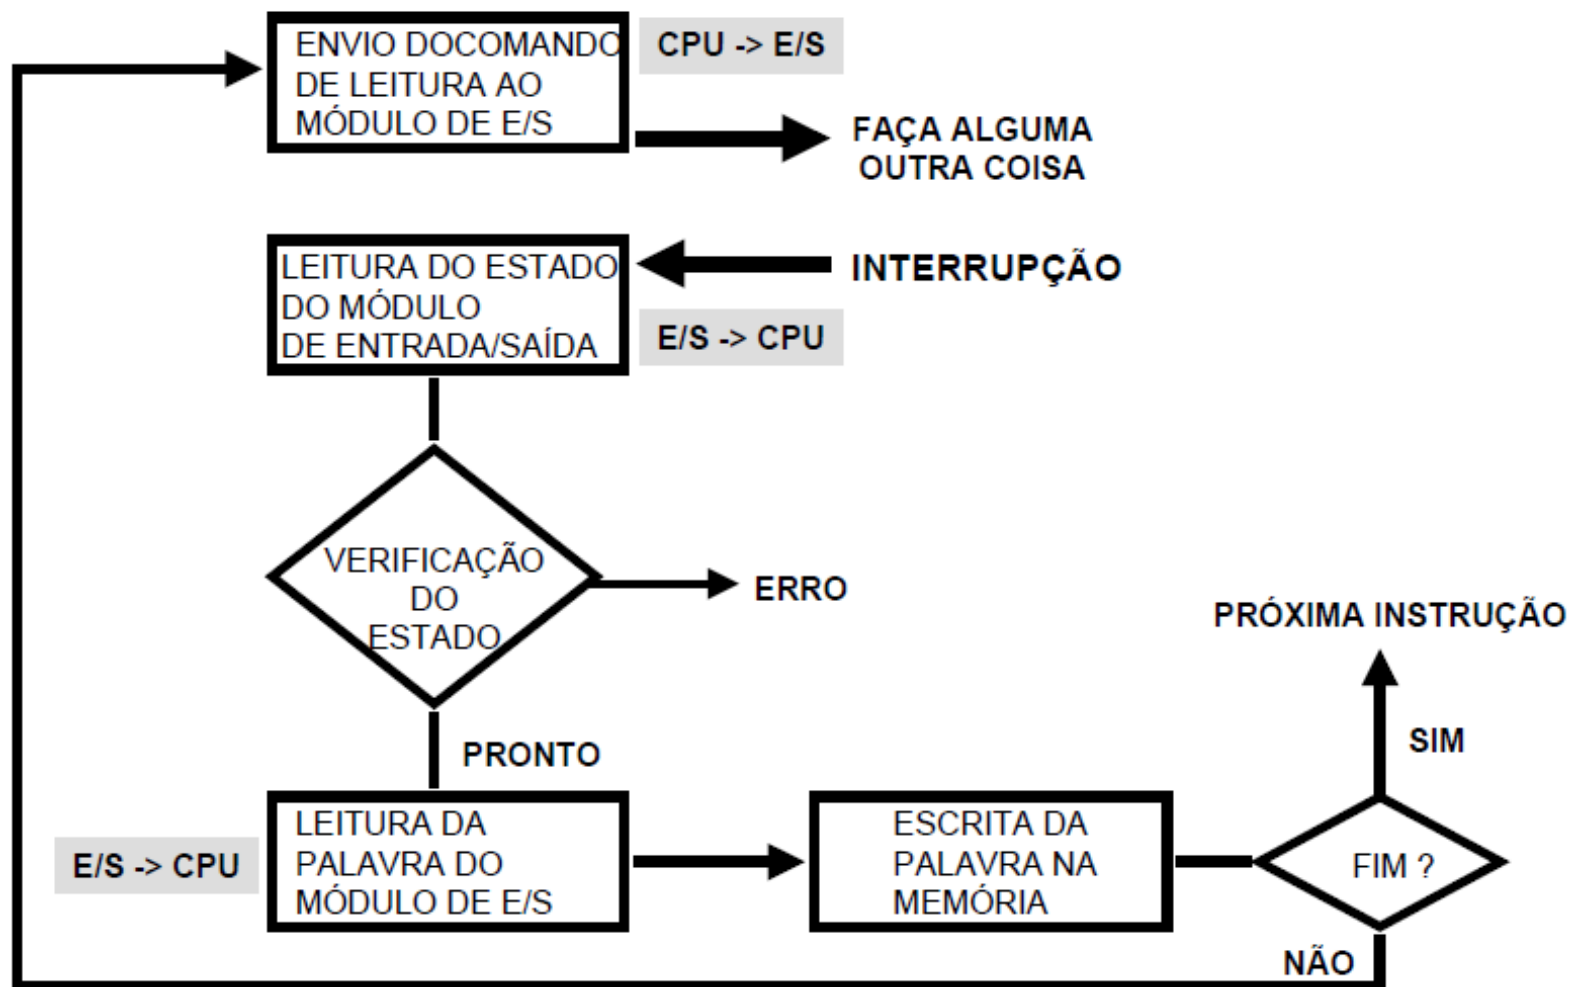 ENVIO DOCOMANDO
DE LEITURA AO
MÓDULO DE E/S
CPU -> E/S
FAÇA ALGUMA
OUTRA COISA
LEITURA DO ESTADO
DO MÓDULO
DE ENTRADA/SAÍDA
INTERRUPÇÃO
E/S -> CPU
VERIFICAÇÃO
DO
ESTADO
ERRO
PRONTO
E/S -> CPU
LEITURA DA
PALAVRA DO
MÓDULO DE E/S
ESCRITA DA
PALAVRA NA
MEMÓRIA
FIM ?
SIM
PRÓXIMA INSTRUÇÃO
NÃO